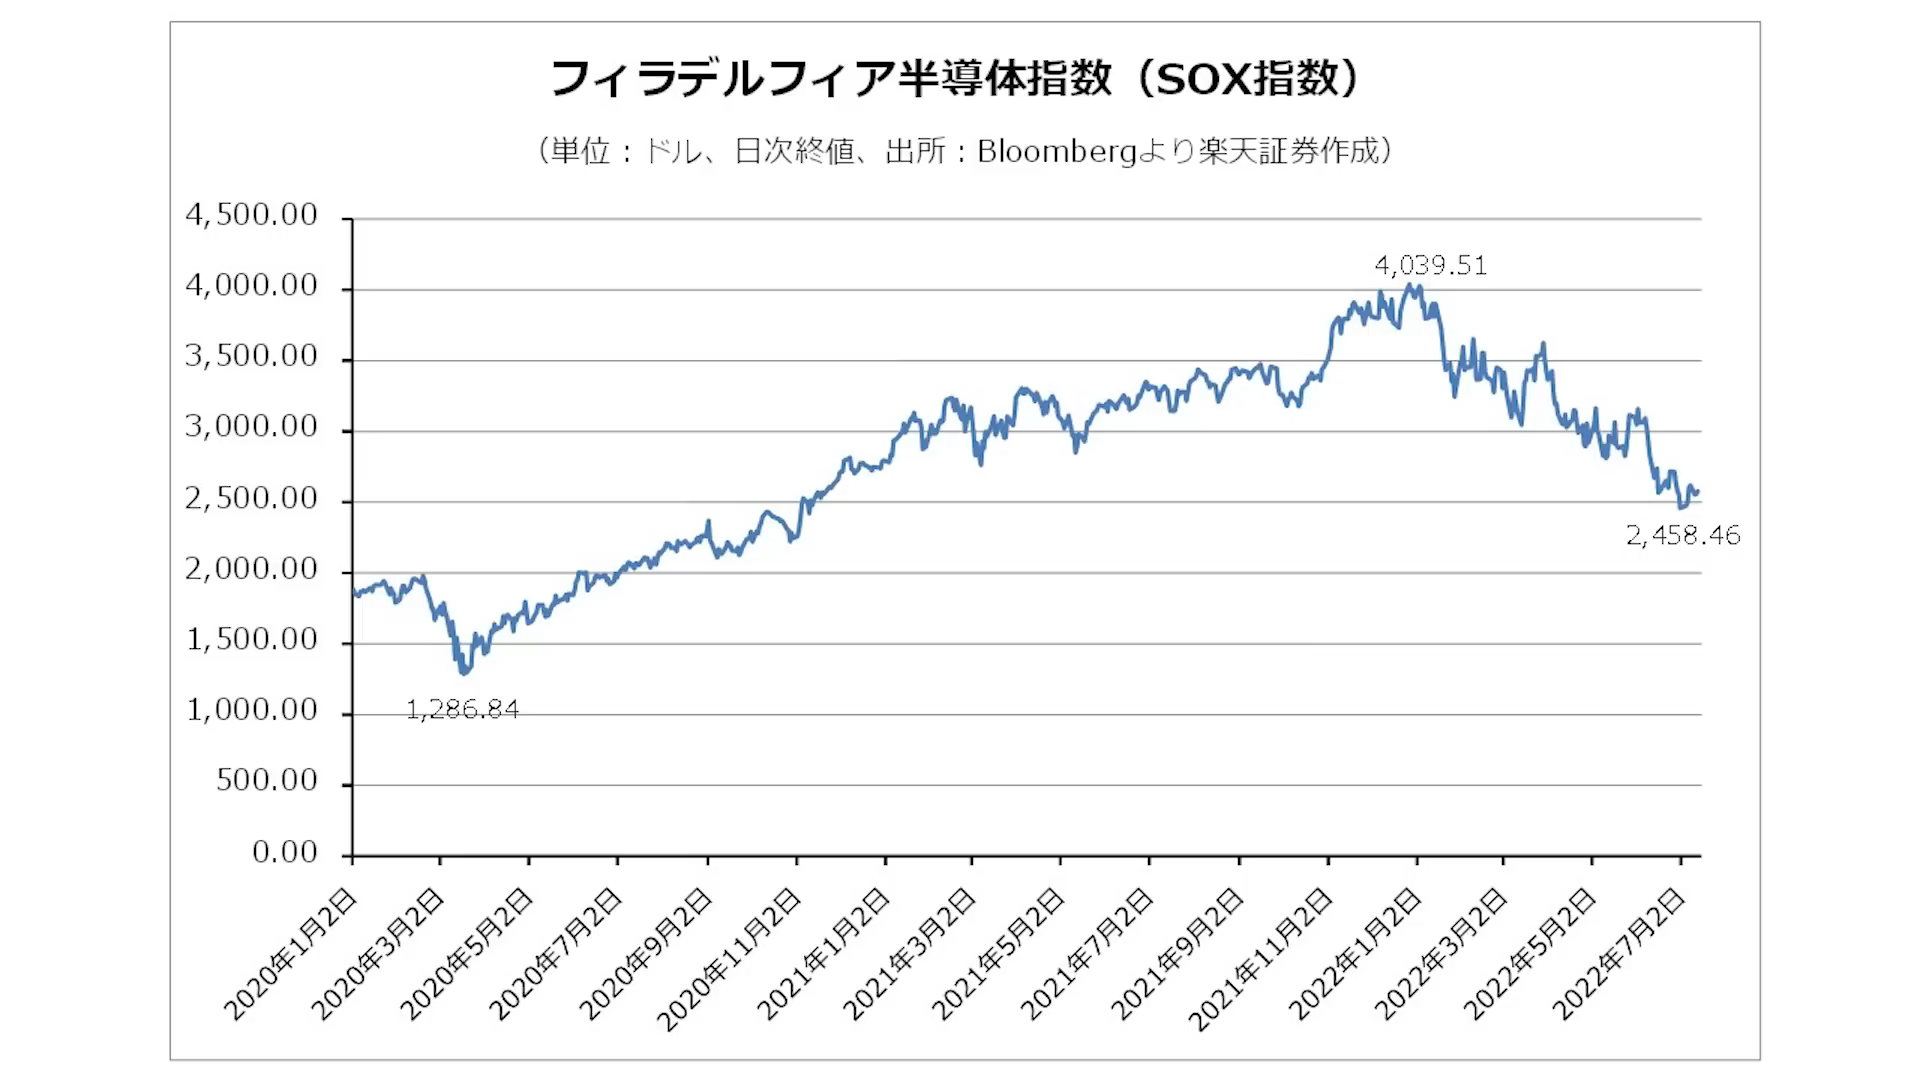 フィラデルフィア半導体指数（SOX指数）
（単位：ドル、日次終値、出所：Bloombergより楽天証券作成）
4,500.00
4,000.00
3,500.00
3,000.00
2,500.00
2,000.00
1,500.00
1,000.00
500.00
0.00
4,039.51
2,458.46
1,286.84
2020年1月2日
2020年3月2日
2020年5月2日
2020年7月2日
2020年9月2日
2020年11月2日
2021年1月2日
2021年3月2日
2021年5月2日
2021年7月2日
2021年9月2日
2021年11月2日
2022年1月2日
2022年3月2日
2022年5月2日
2022年7月2日